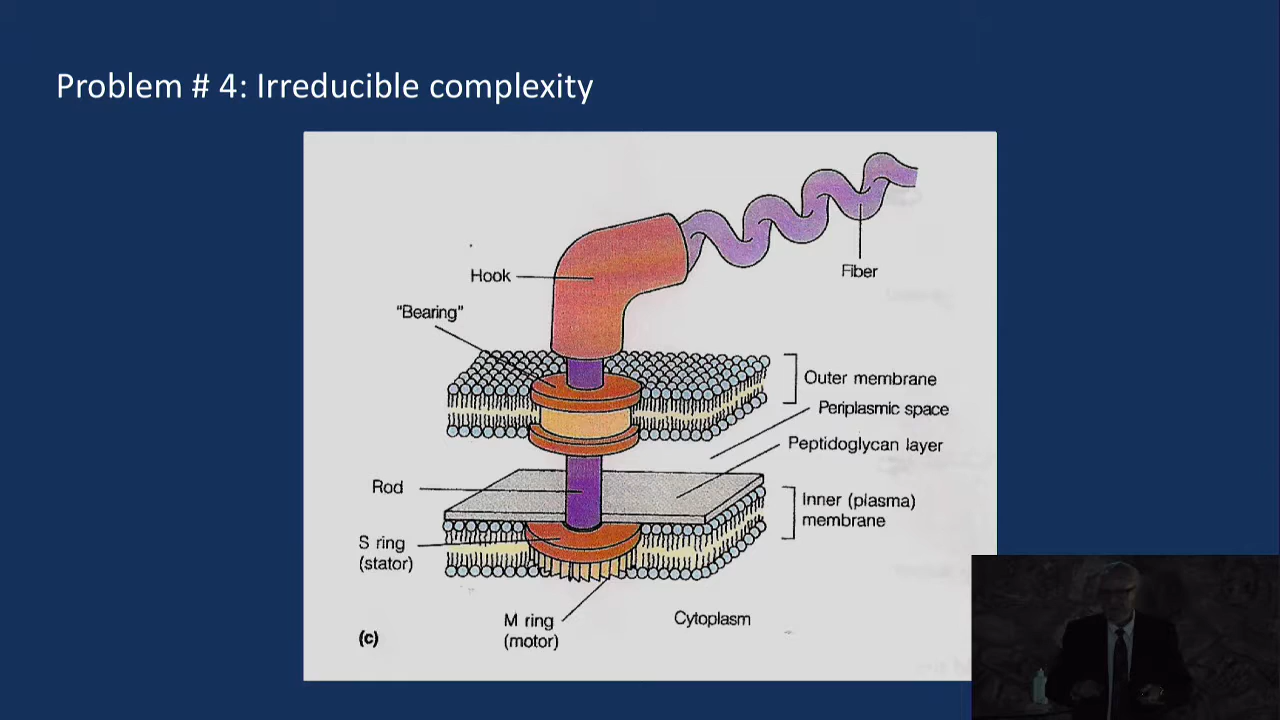 Problem # 4: Irreducible complexity
Fiber
Hook
"Bearing"
Outer membrane
Periplasmic space
Peptidoglycan layer
Rod
Inner (plasma)
membrane
S ring
(stator)
M ring
(motor)
Cytoplasm
(c)